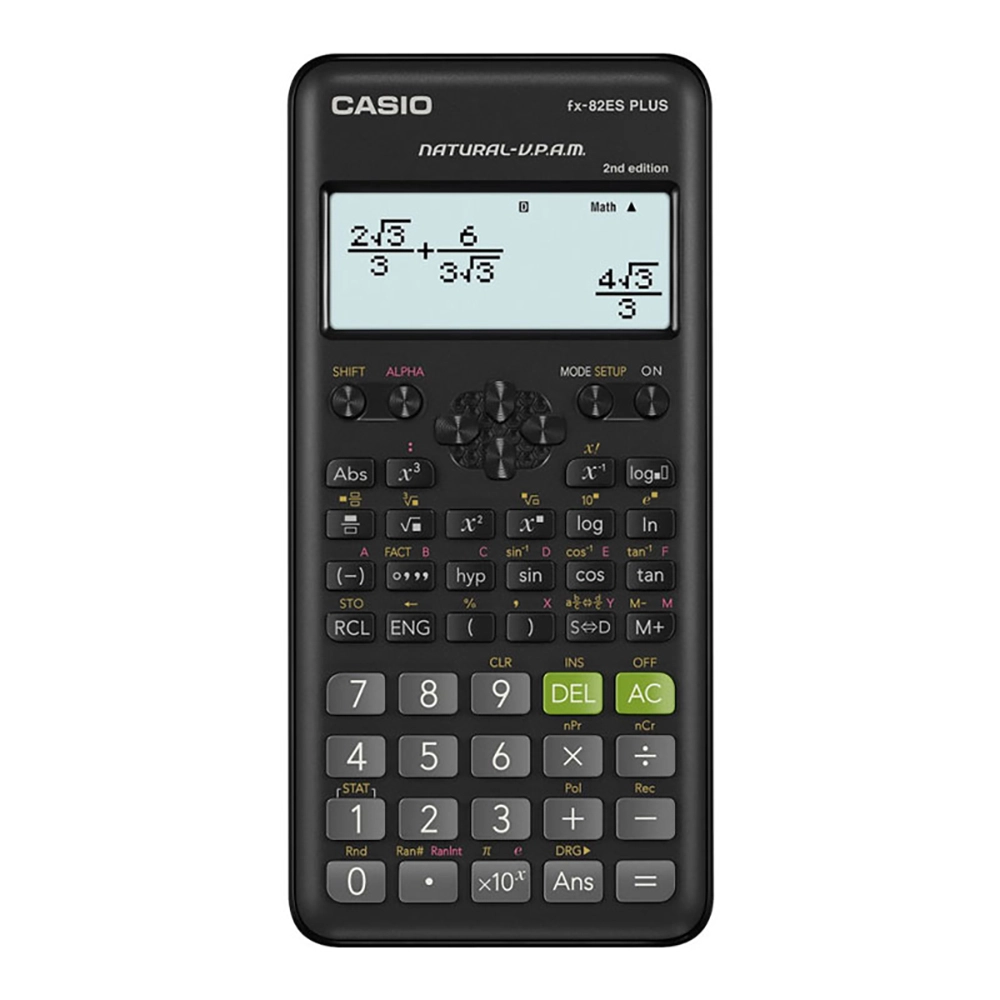 CASIO fx-82ES PLUS
NATURAL-V.P.A.M.
2nd edition
D Math ▲
2√3/3 + 6/(3√3)
4√3/3
SHIFT ALPHA MODE SETUP ON
: x!
Abs x³ x⁻¹ log■□
■■/□ ³√■ ■√□ 10■ e■
■/□ √■ x² x■ log ln
A FACT B C sin⁻¹ D cos⁻¹ E tan⁻¹ F
(−) °,,, hyp sin cos tan
STO ← % , X a b/c⇔d/c Y M− M
RCL ENG ( ) S⇔D M+
CLR INS OFF
7 8 9 DEL AC
nPr nCr
4 5 6 × ÷
STAT Pol Rec
1 2 3 + −
Rnd Ran# RanInt π e DRG▶
0 . ×10ˣ Ans =